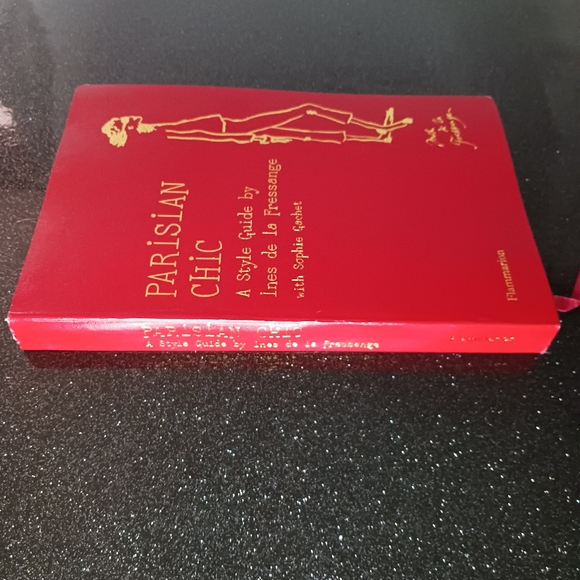 PARiSiAN
CHiC
A Style Guide by
ines de la Fressange
with Sophie Gachet
Flammarion
PARiSiAN CHiC
A Style Guide by ines de la Fressange